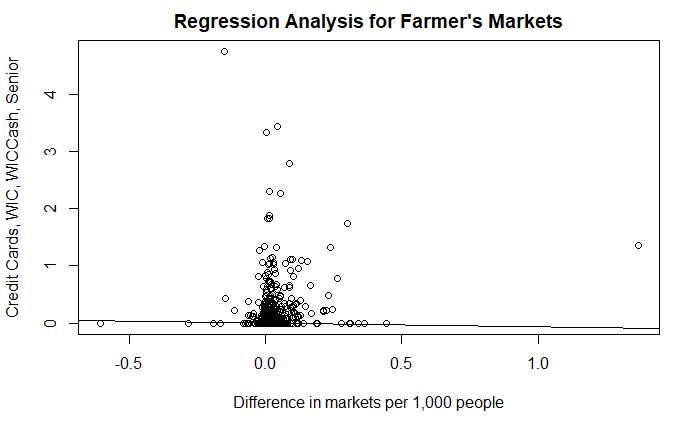 Regression Analysis for Farmer's Markets
Credit Cards, WIC, WICCash, Senior
4
3
2
1
0
-0.5 0.0 0.5 1.0
Difference in markets per 1,000 people